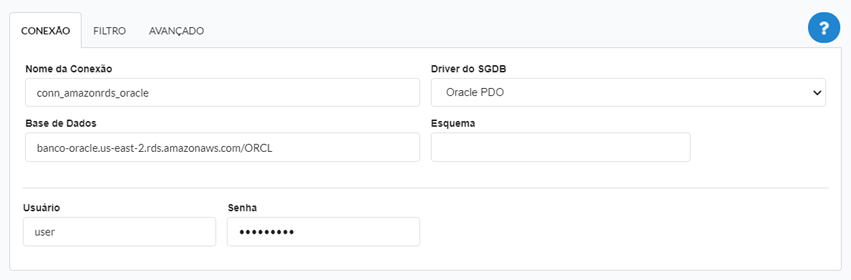 CONEXÃO FILTRO AVANÇADO ?
Nome da Conexão Driver do SGDB
conn_amazonrds_oracle Oracle PDO
Base de Dados Esquema
banco-oracle.us-east-2.rds.amazonaws.com/ORCL
Usuário Senha
user •••••••••